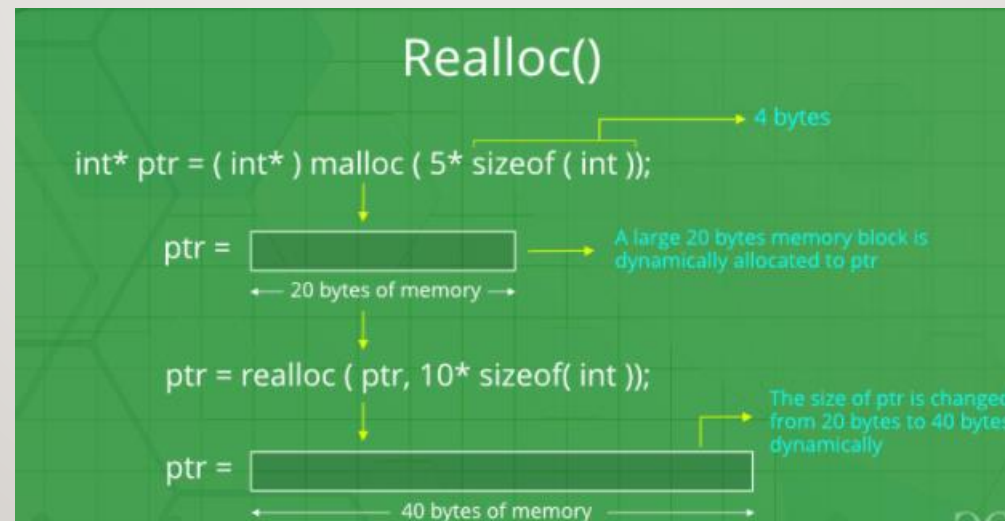 Realloc()
4 bytes
int* ptr = ( int* ) malloc ( 5* sizeof ( int ));
ptr =
A large 20 bytes memory block is
dynamically allocated to ptr
20 bytes of memory
ptr = realloc ( ptr, 10* sizeof( int ));
The size of ptr is changed
from 20 bytes to 40 bytes
dynamically
ptr =
40 bytes of memory